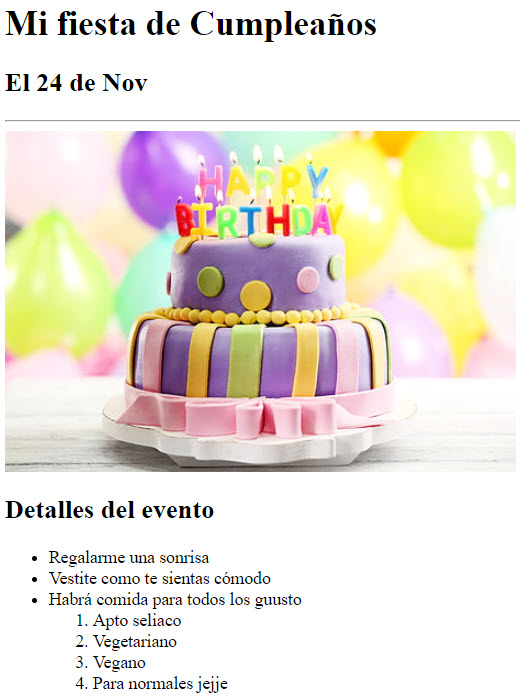 Mi fiesta de Cumpleaños
El 24 de Nov
HAPPY
BIRTHDAY
Detalles del evento
• Regalarme una sonrisa
• Vestite como te sientas cómodo
• Habrá comida para todos los guusto
1. Apto seliaco
2. Vegetariano
3. Vegano
4. Para normales jejje